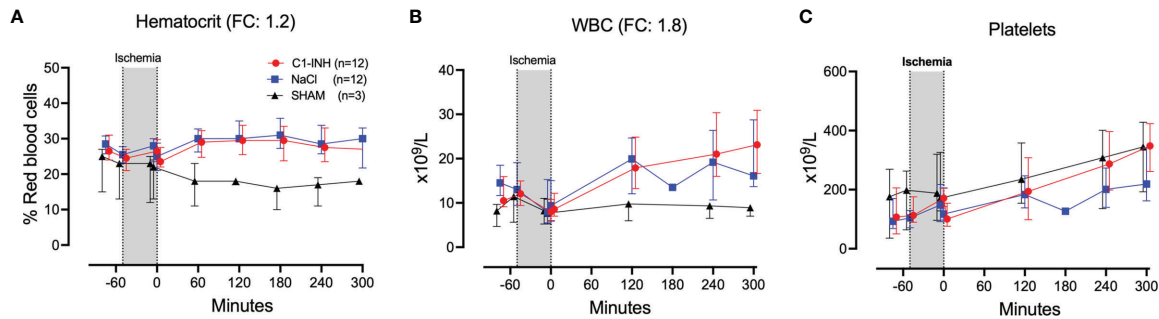 A
Hematocrit (FC: 1.2)
Ischemia
C1-INH (n=12)
NaCl (n=12)
SHAM (n=3)
% Red blood cells
50
40
30
20
10
0
-60 0 60 120 180 240 300
Minutes
B
WBC (FC: 1.8)
Ischemia
x10⁹/L
40
30
20
10
0
-60 0 60 120 180 240 300
Minutes
C
Platelets
Ischemia
x10⁹/L
600
400
200
0
-60 0 60 120 180 240 300
Minutes